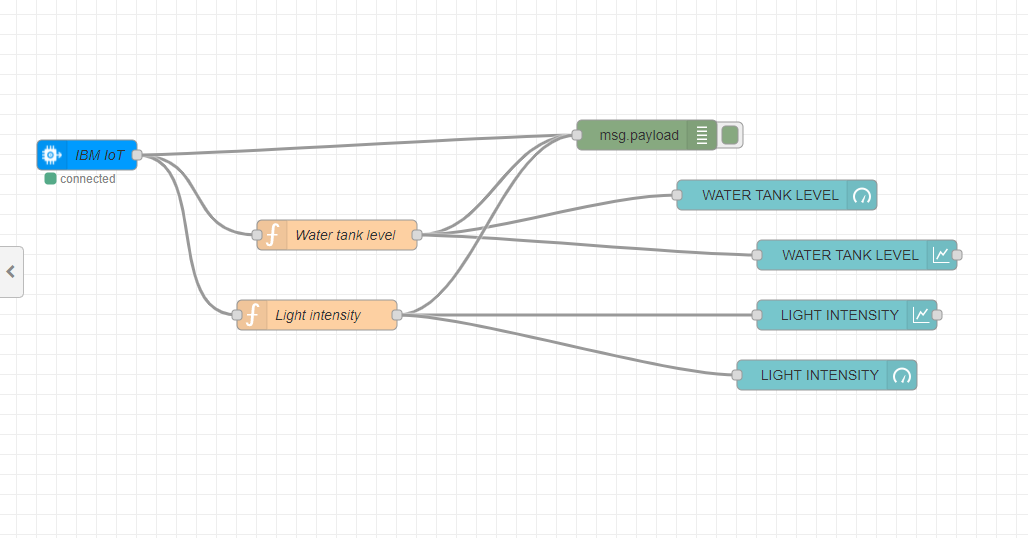 msg.payload
IBM IoT
connected
WATER TANK LEVEL
Water tank level
WATER TANK LEVEL
Light intensity
LIGHT INTENSITY
LIGHT INTENSITY